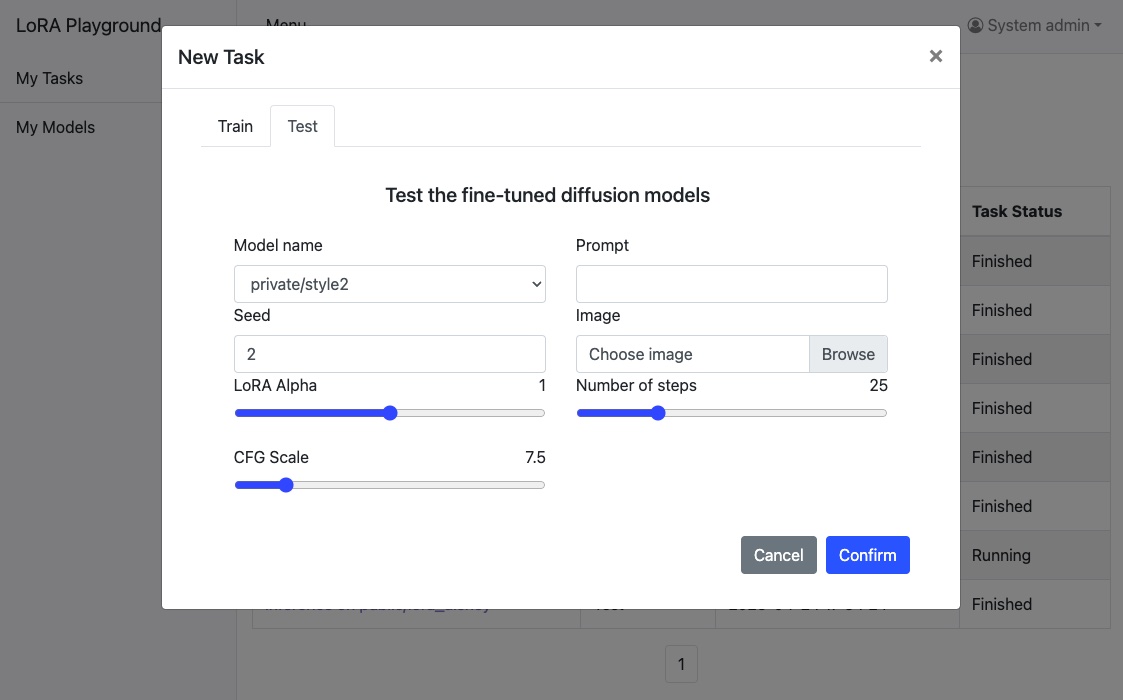 LoRA Playground
Menu
System admin
My Tasks
My Models
New Task
×
Train
Test
Test the fine-tuned diffusion models
Model name
Prompt
private/style2
Seed
Image
2
Choose image
Browse
LoRA Alpha
1
Number of steps
25
CFG Scale
7.5
Cancel
Confirm
Task Status
Finished
Finished
Finished
Finished
Finished
Finished
Running
Finished
1